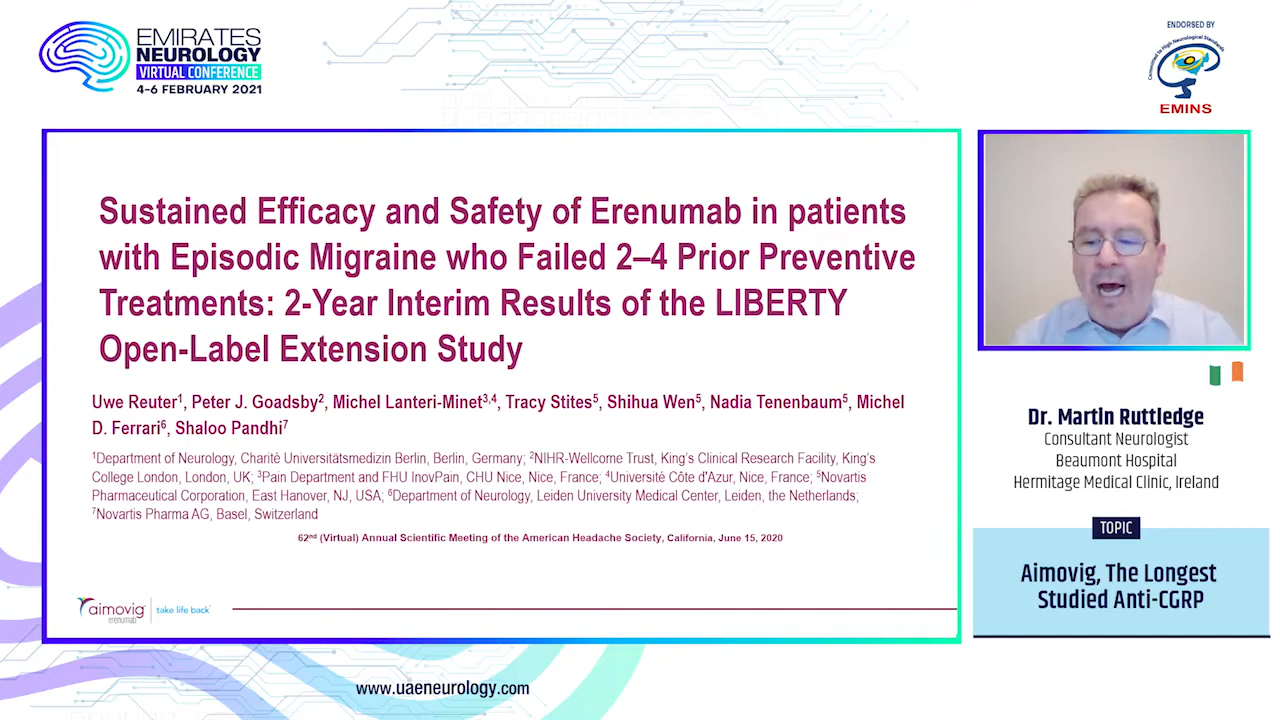 EMIRATES
NEUROLOGY
VIRTUAL CONFERENCE
4-6 FEBRUARY 2021
ENDORSED BY
Committed to High Neurological Standards
EMINS
Sustained Efficacy and Safety of Erenumab in patients
with Episodic Migraine who Failed 2–4 Prior Preventive
Treatments: 2-Year Interim Results of the LIBERTY
Open-Label Extension Study
Uwe Reuter1, Peter J. Goadsby2, Michel Lanteri-Minet3,4, Tracy Stites5, Shihua Wen5, Nadia Tenenbaum5, Michel
D. Ferrari6, Shaloo Pandhi7
1Department of Neurology, Charité Universitätsmedizin Berlin, Berlin, Germany; 2NIHR-Wellcome Trust, King's Clinical Research Facility, King's
College London, London, UK; 3Pain Department and FHU InovPain, CHU Nice, Nice, France; 4Université Côte d'Azur, Nice, France; 5Novartis
Pharmaceutical Corporation, East Hanover, NJ, USA; 6Department of Neurology, Leiden University Medical Center, Leiden, the Netherlands;
7Novartis Pharma AG, Basel, Switzerland
62nd (Virtual) Annual Scientific Meeting of the American Headache Society, California, June 15, 2020
aimovig
erenumab
take life back
Dr. Martin Ruttledge
Consultant Neurologist
Beaumont Hospital
Hermitage Medical Clinic, Ireland
TOPIC
Aimovig, The Longest
Studied Anti-CGRP
www.uaeneurology.com